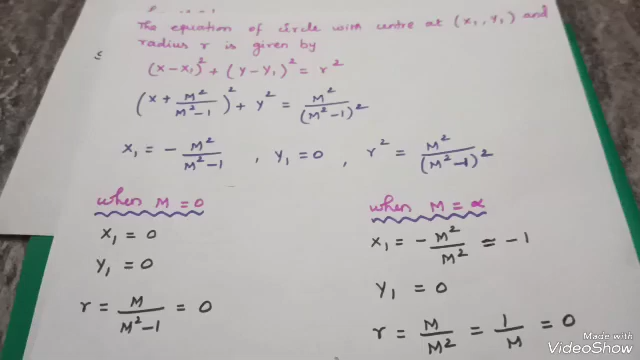 The equation of circle with centre at (x₁, y₁) and
radius r is given by
(x-x₁)² + (y-y₁)² = r²
(x + M²/(M²-1))² + y² = M²/(M²-1)²
x₁ = - M²/(M²-1) , y₁ = 0 , r² = M²/(M²-1)²
when M = 0
x₁ = 0
y₁ = 0
r = M/(M²-1) = 0
when M = ∝
x₁ = - M²/M² = -1
y₁ = 0
r = M/M² = 1/M = 0
Made with
VideoShow